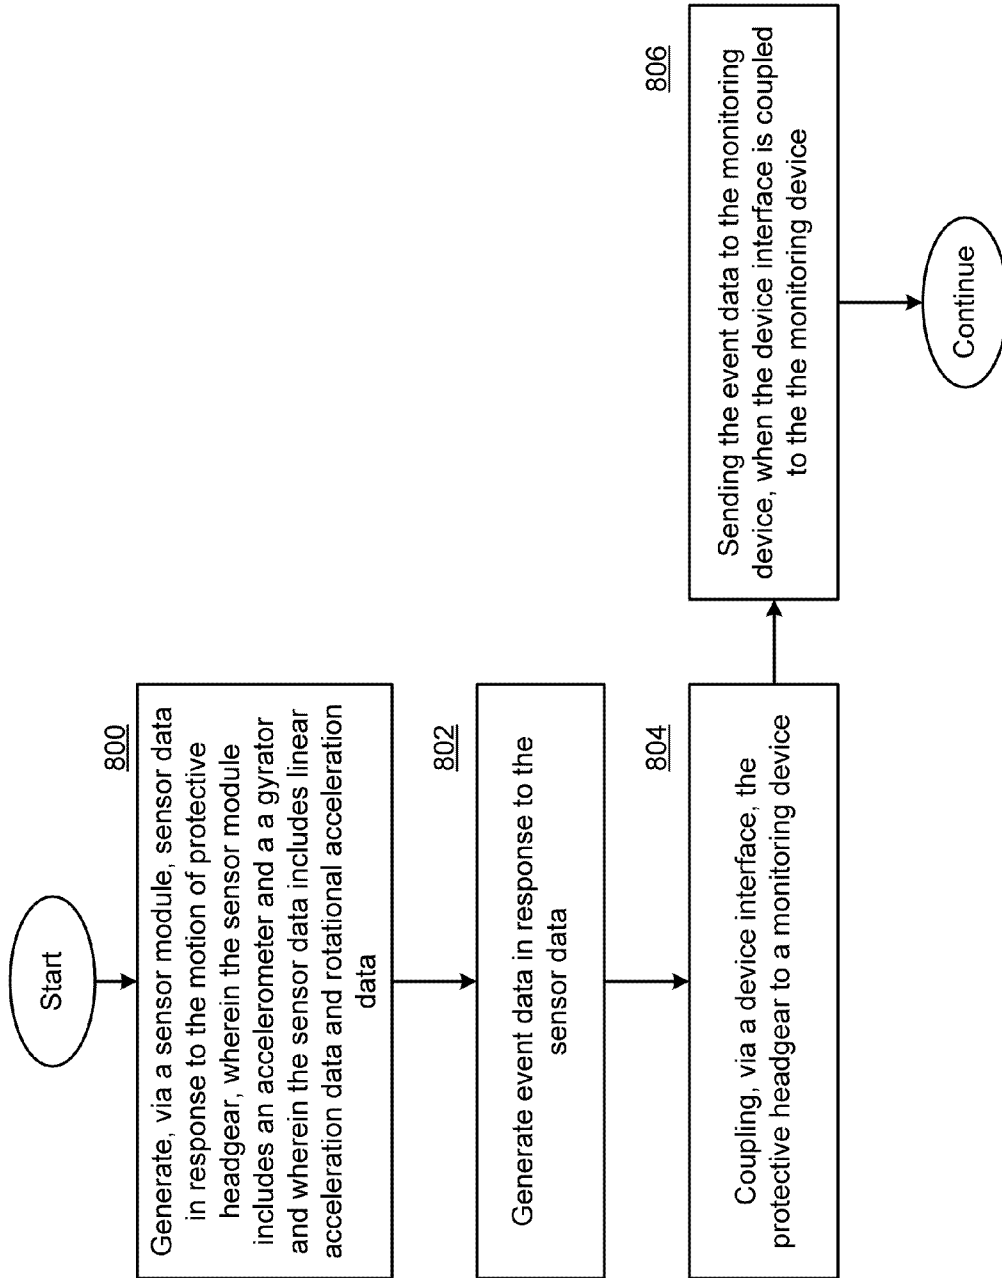 Start
800
Generate, via a sensor module, sensor data
in response to the motion of protective
headgear, wherein the sensor module
includes an accelerometer and a a gyrator
and wherein the sensor data includes linear
acceleration data and rotational acceleration
data
802
Generate event data in response to the
sensor data
804
Coupling, via a device interface, the
protective headgear to a monitoring device
806
Sending the event data to the monitoring
device, when the device interface is coupled
to the the monitoring device
Continue